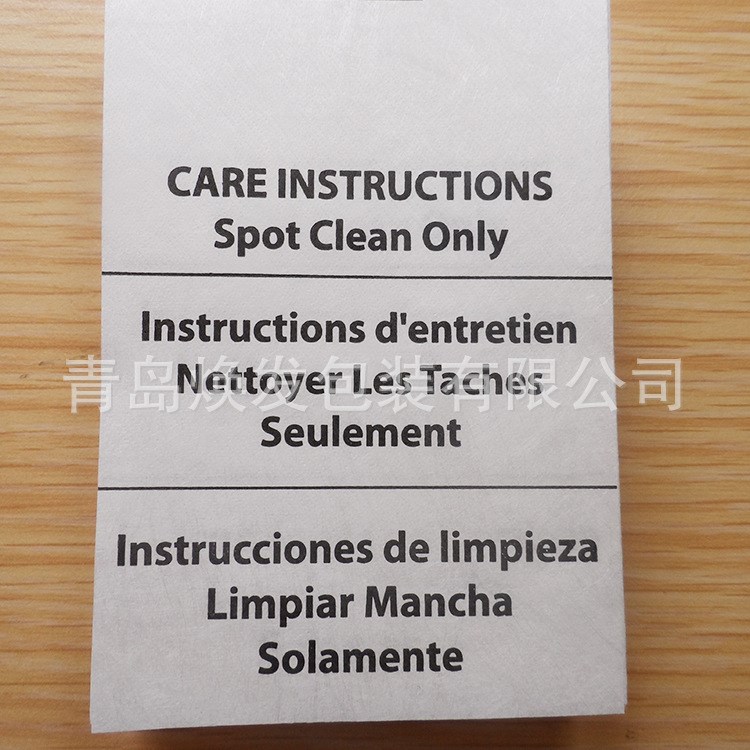 CARE INSTRUCTIONS
Spot Clean Only
Instructions d'entretien
Nettoyer Les Taches
青岛焕发包装有限公司
Seulement
Instrucciones de limpieza
Limpiar Mancha
Solamente